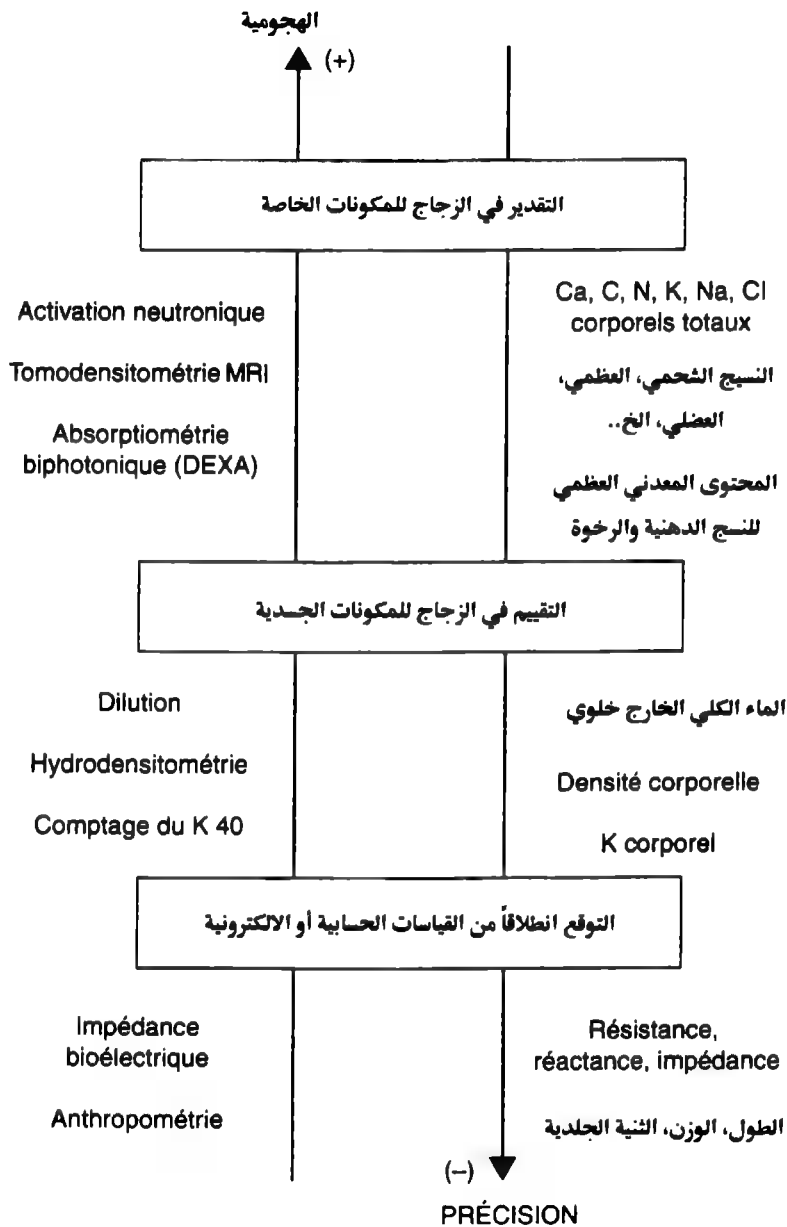 الهجومية
(+)
التقدير في الزجاج للمكونات الخاصة
Activation neutronique
Ca, C, N, K, Na, Cl
corporels totaux
Tomodensitométrie MRI
النسيج الشحمي، العظمي،
العضلي، الخ..
Absorptiométrie
biphotonique (DEXA)
المحتوى المعدني العظمي
للنسج الدهنية والرخوة
التقييم في الزجاج للمكونات الجسدية
Dilution
الماء الكلي الخارج خلوي
Hydrodensitométrie
Densité corporelle
Comptage du K 40
K corporel
التوقع انطلاقاً من القياسات الحسابية أو الالكترونية
Impédance
bioélectrique
Résistance,
réactance, impédance
Anthropométrie
الطول، الوزن، الثنية الجلدية
(–)
PRÉCISION